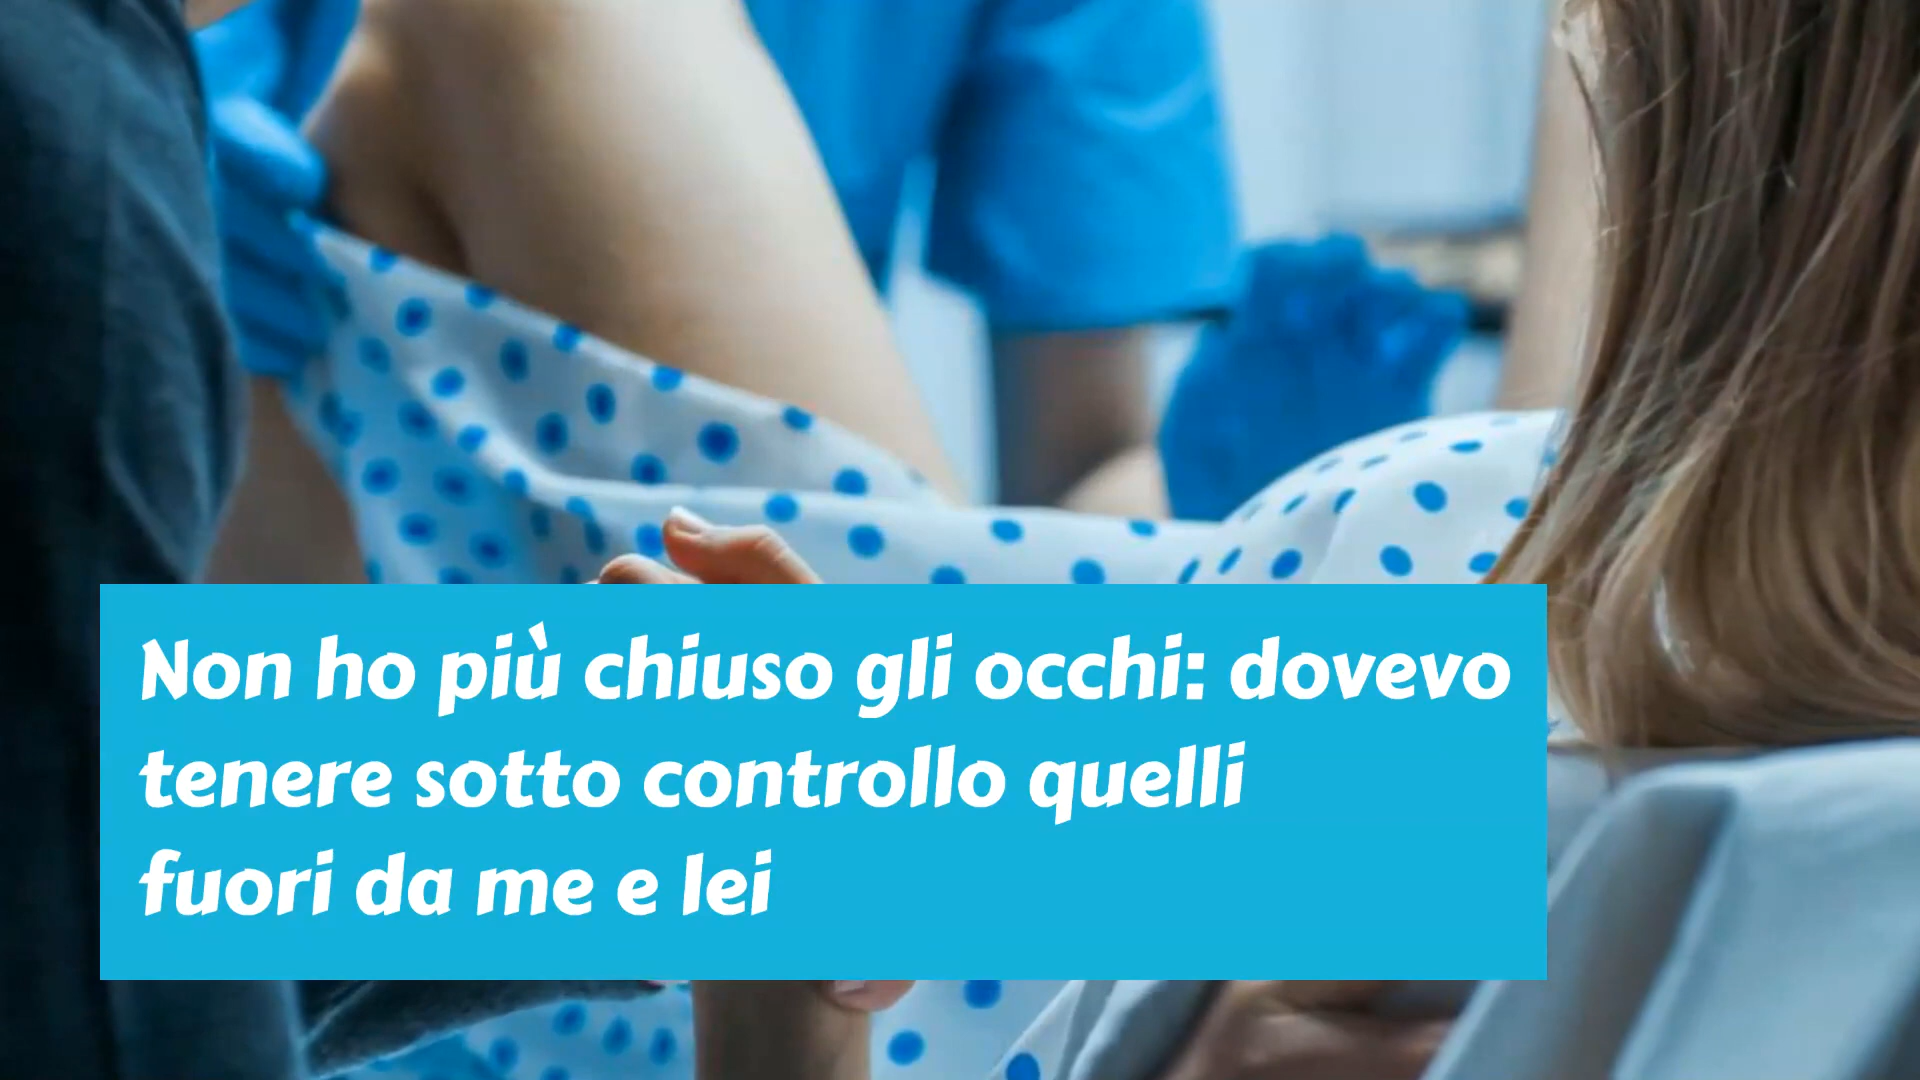 Non ho più chiuso gli occhi: dovevo
tenere sotto controllo quelli
fuori da me e lei